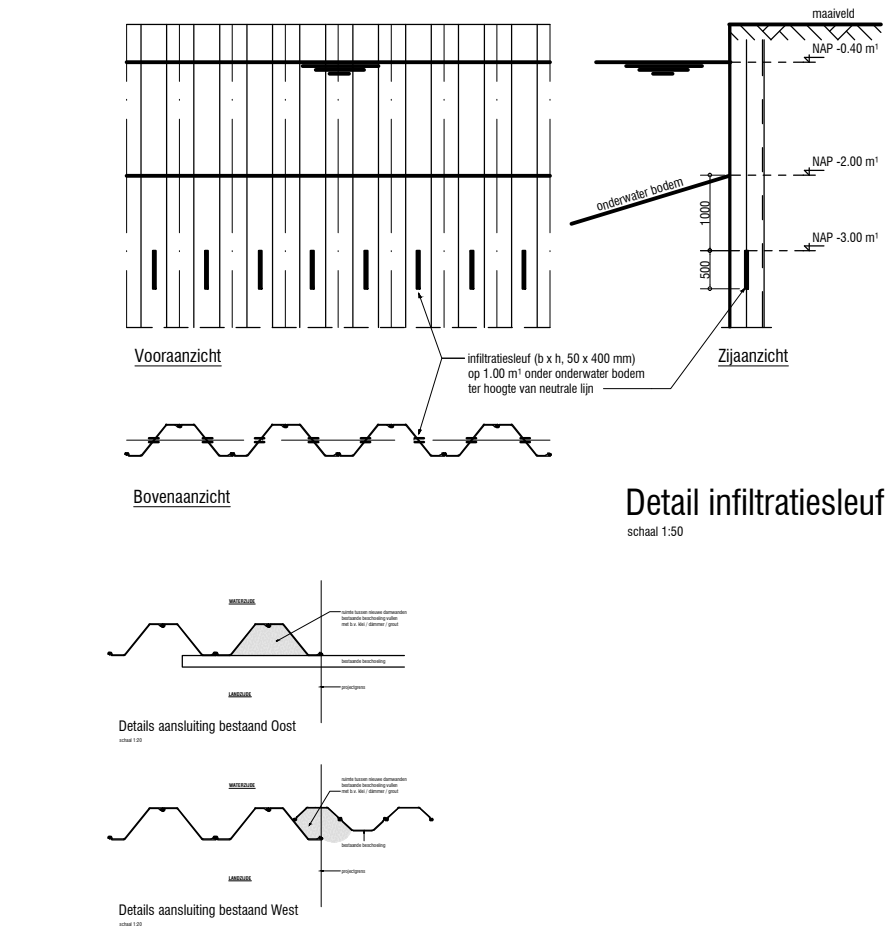 maaiveld
NAP -0.40 m¹
NAP -2.00 m¹
onderwater bodem
1000
NAP -3.00 m¹
500
Vooraanzicht
infiltratiesleuf (b x h, 50 x 400 mm)
op 1.00 m¹ onder onderwater bodem
ter hoogte van neutrale lijn
Zijaanzicht
Bovenaanzicht
Detail infiltratiesleuf
schaal 1:50
WATERZIJDE
ruimte tussen nieuwe damwanden
bestaande beschoeiing vullen
met b.v. klei / dämmer / grout
bestaande beschoeiing
LANDZIJDE
projectgrens
Details aansluiting bestaand Oost
schaal 1:20
WATERZIJDE
ruimte tussen nieuwe damwanden
bestaande beschoeiing vullen
met b.v. klei / dämmer / grout
bestaande beschoeiing
LANDZIJDE
projectgrens
Details aansluiting bestaand West
schaal 1:20